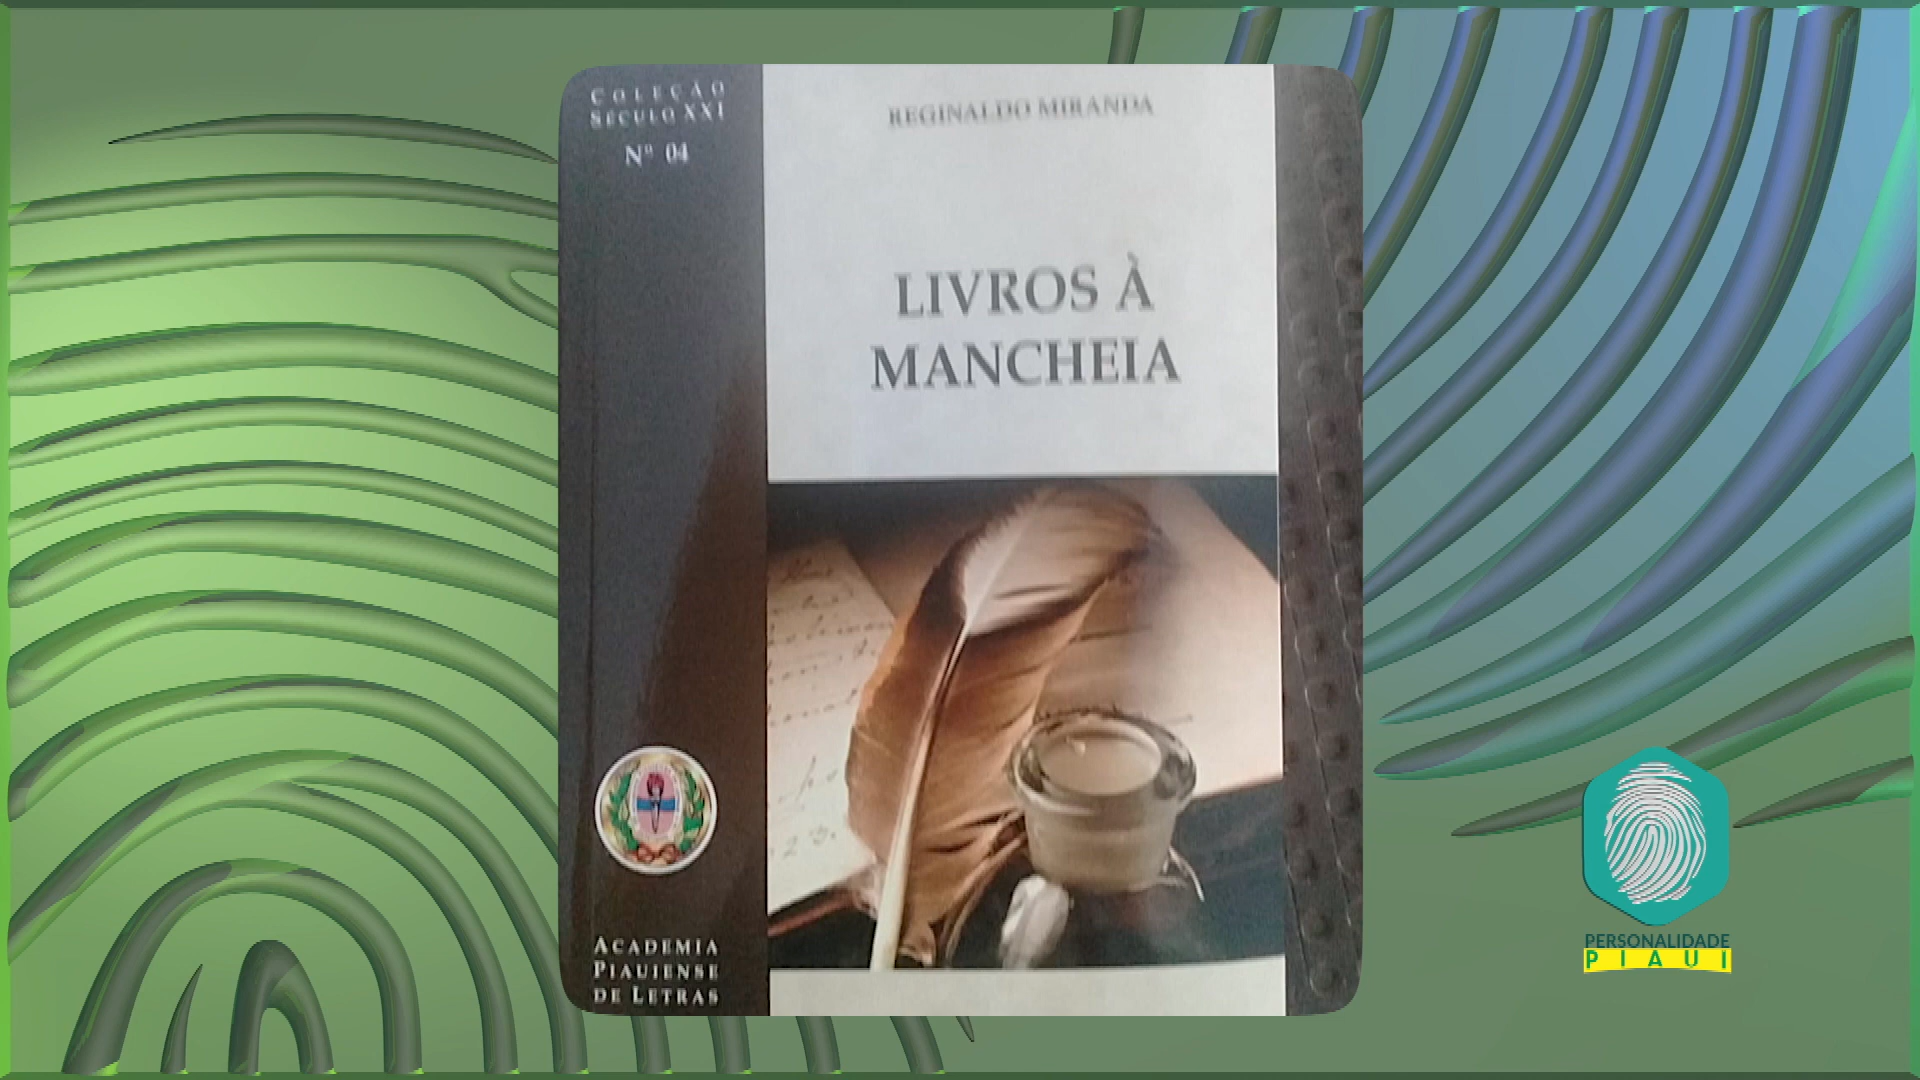 COLEÇÃO
SÉCULO XXI
Nº 04
REGINALDO MIRANDA
LIVROS À
MANCHEIA
ACADEMIA
PIAUIENSE
DE LETRAS
PERSONALIDADE
PIAUÍ